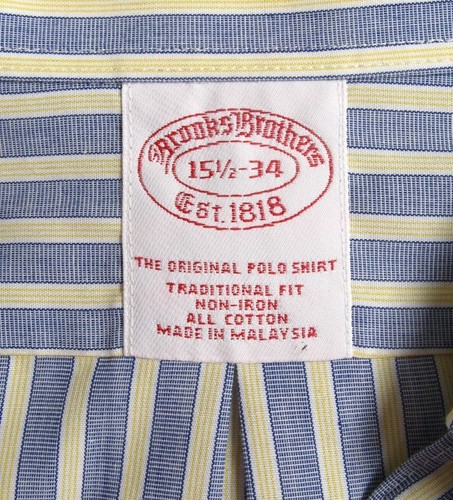 Brooks Brothers
15½-34
Est. 1818
THE ORIGINAL POLO SHIRT
TRADITIONAL FIT
NON-IRON
ALL COTTON
MADE IN MALAYSIA